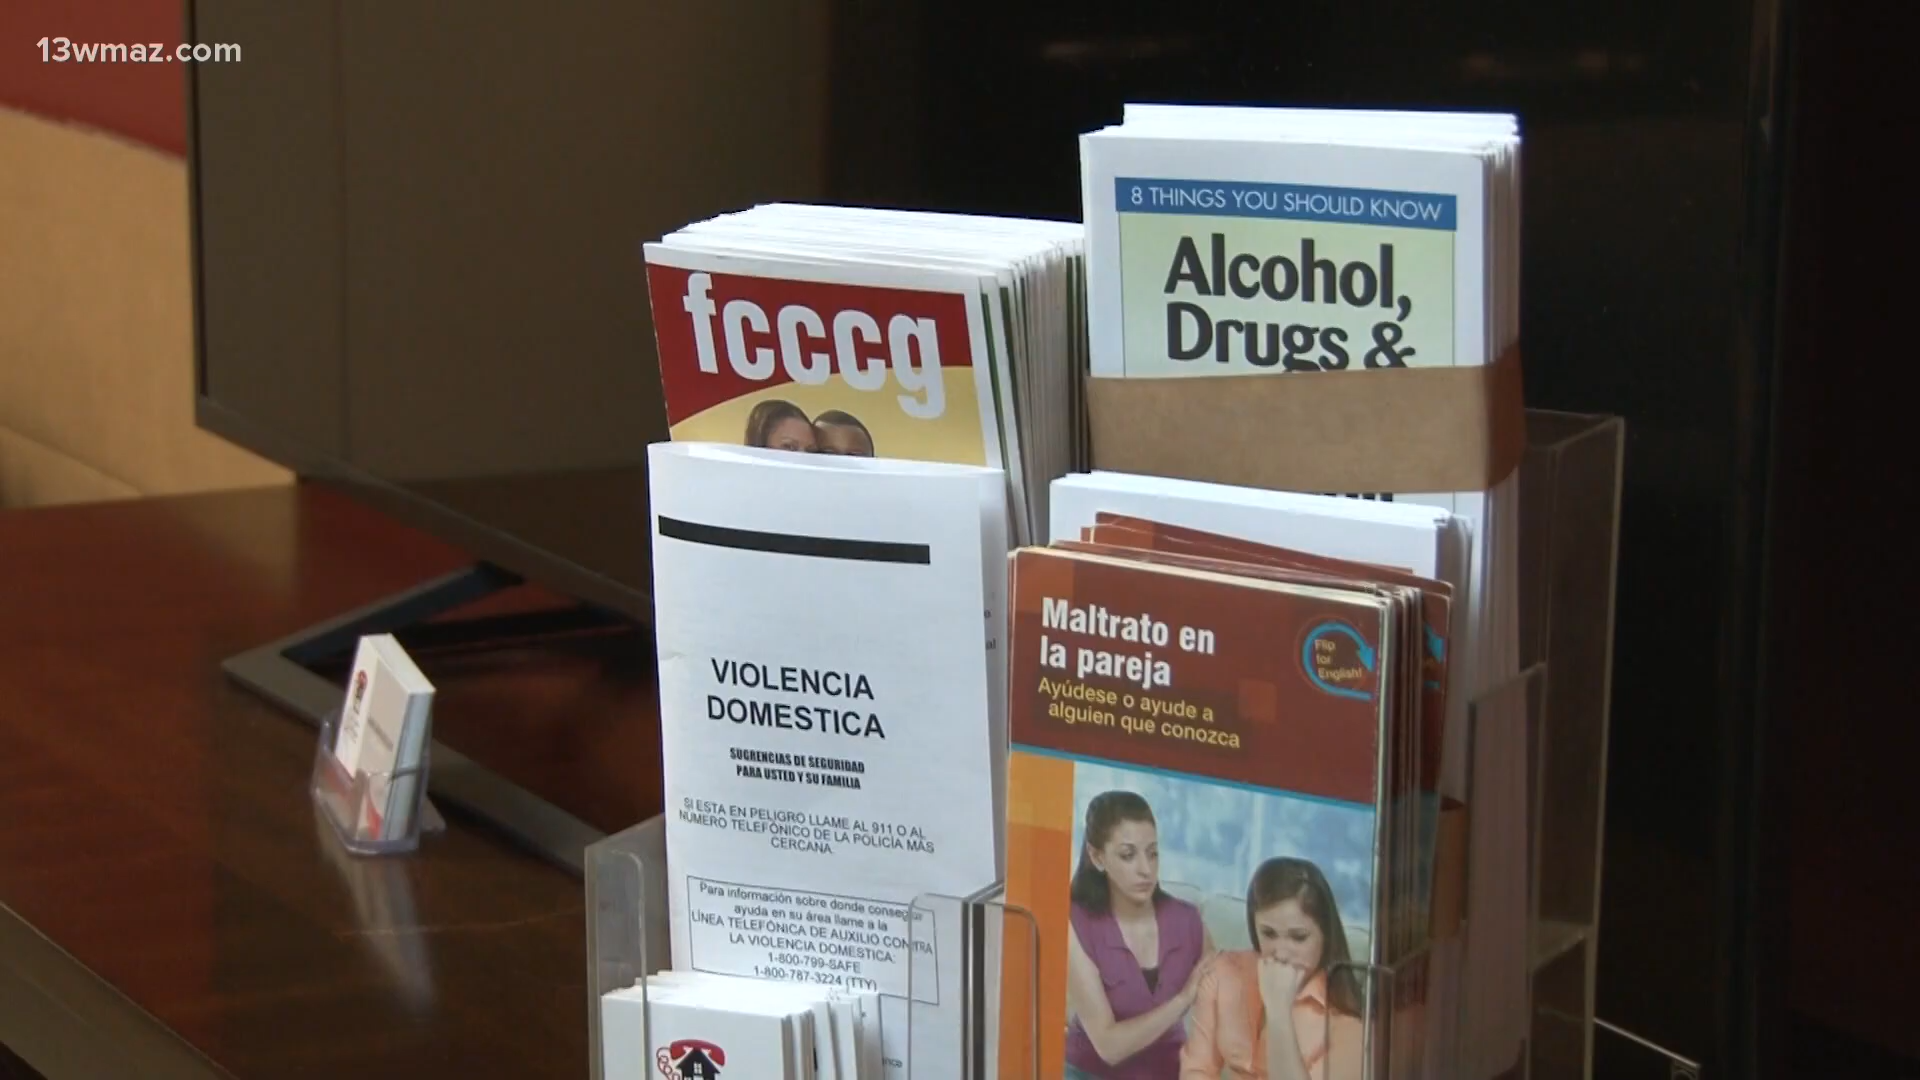 13wmaz.com
8 THINGS YOU SHOULD KNOW
Alcohol,
Drugs &
fcccg
VIOLENCIA
DOMESTICA
SUGRENCIAS DE SEGURIDAD
PARA USTED Y SU FAMILIA
SI ESTA EN PELIGRO LLAME AL 911 O AL
NÚMERO TELEFÓNICO DE LA POLICÍA MÁS
CERCANA.
Para información sobre donde conseguir
ayuda en su área llame a la
LÍNEA TELEFÓNICA DE AUXILIO CONTRA
LA VIOLENCIA DOMESTICA:
1-800-799-SAFE
1-800-787-3224 (TTY)
Maltrato en
la pareja
Ayúdese o ayude a
alguien que conozca
Flip
for
English!